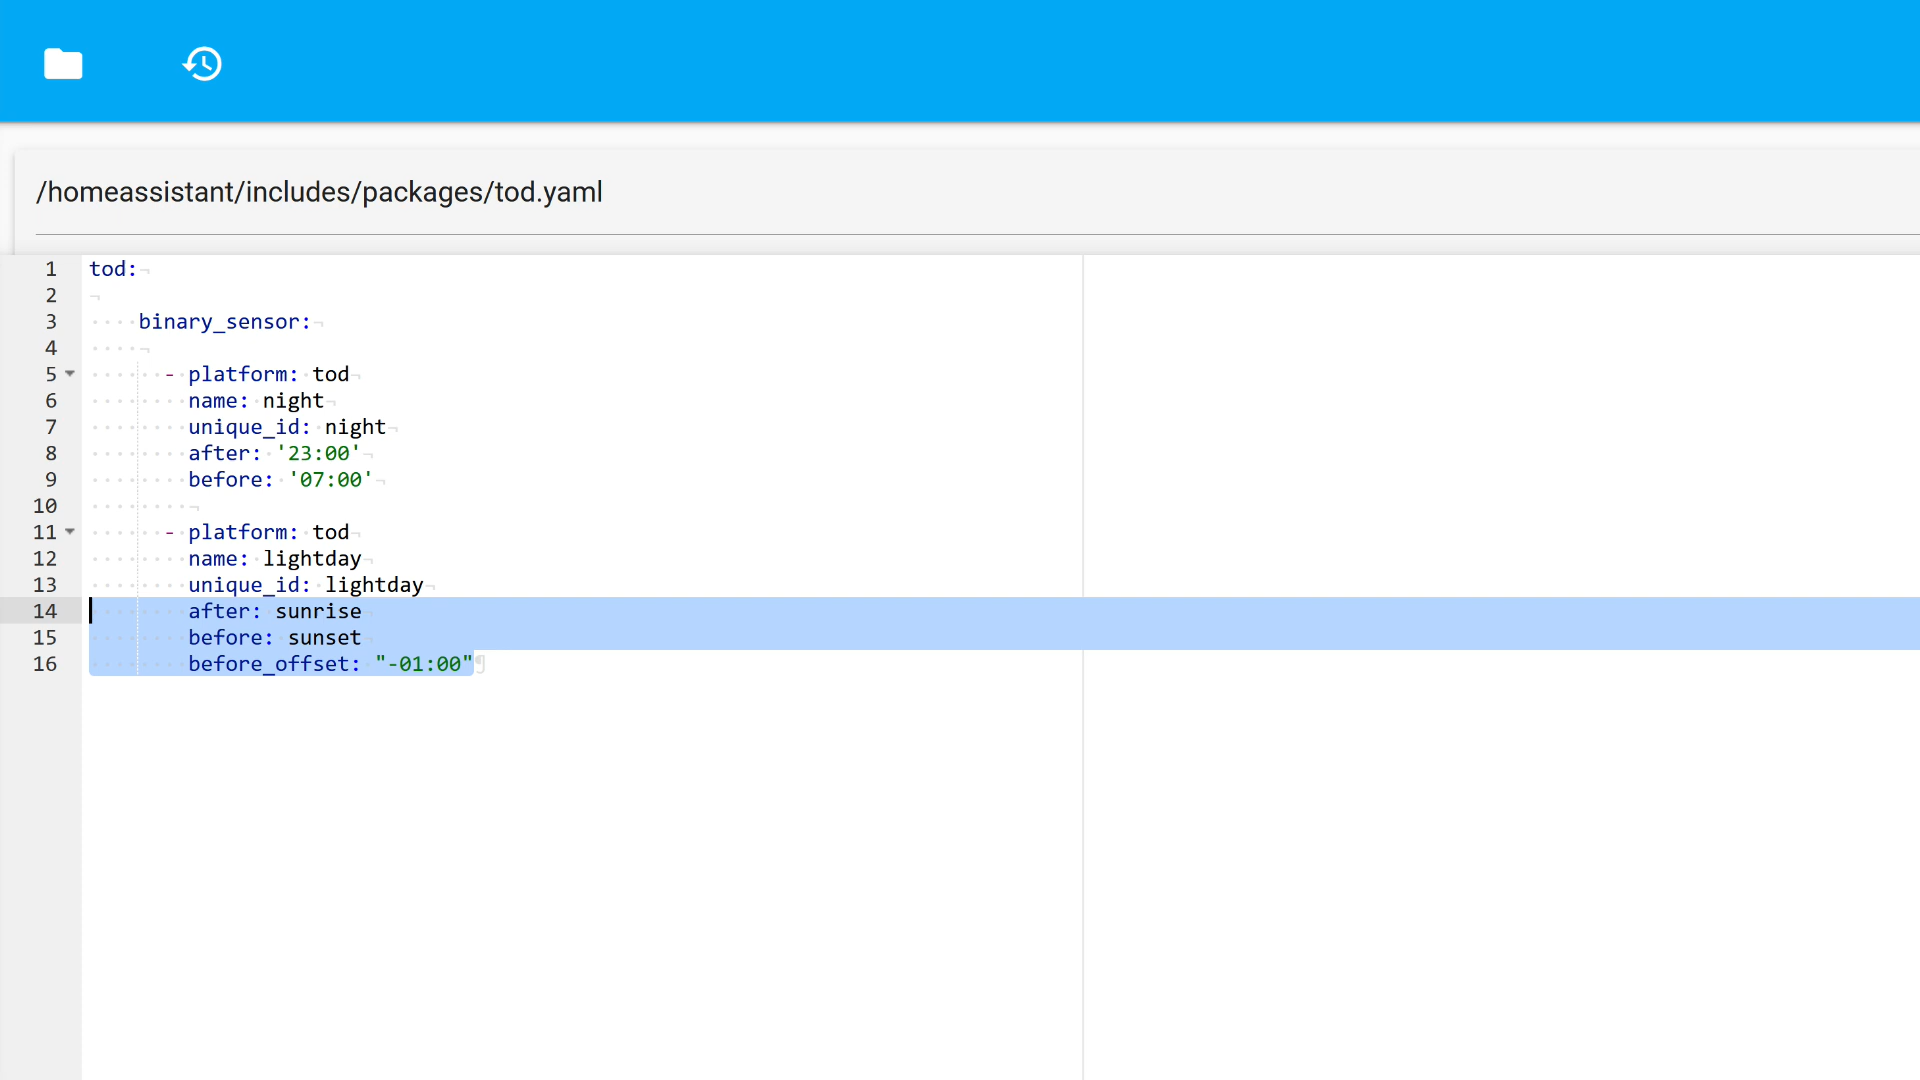 /homeassistant/includes/packages/tod.yaml
1 tod:
2
3 binary_sensor:
4
5 - platform: tod
6 name: night
7 unique_id: night
8 after: '23:00'
9 before: '07:00'
10
11 - platform: tod
12 name: lightday
13 unique_id: lightday
14 after: sunrise
15 before: sunset
16 before_offset: "-01:00"